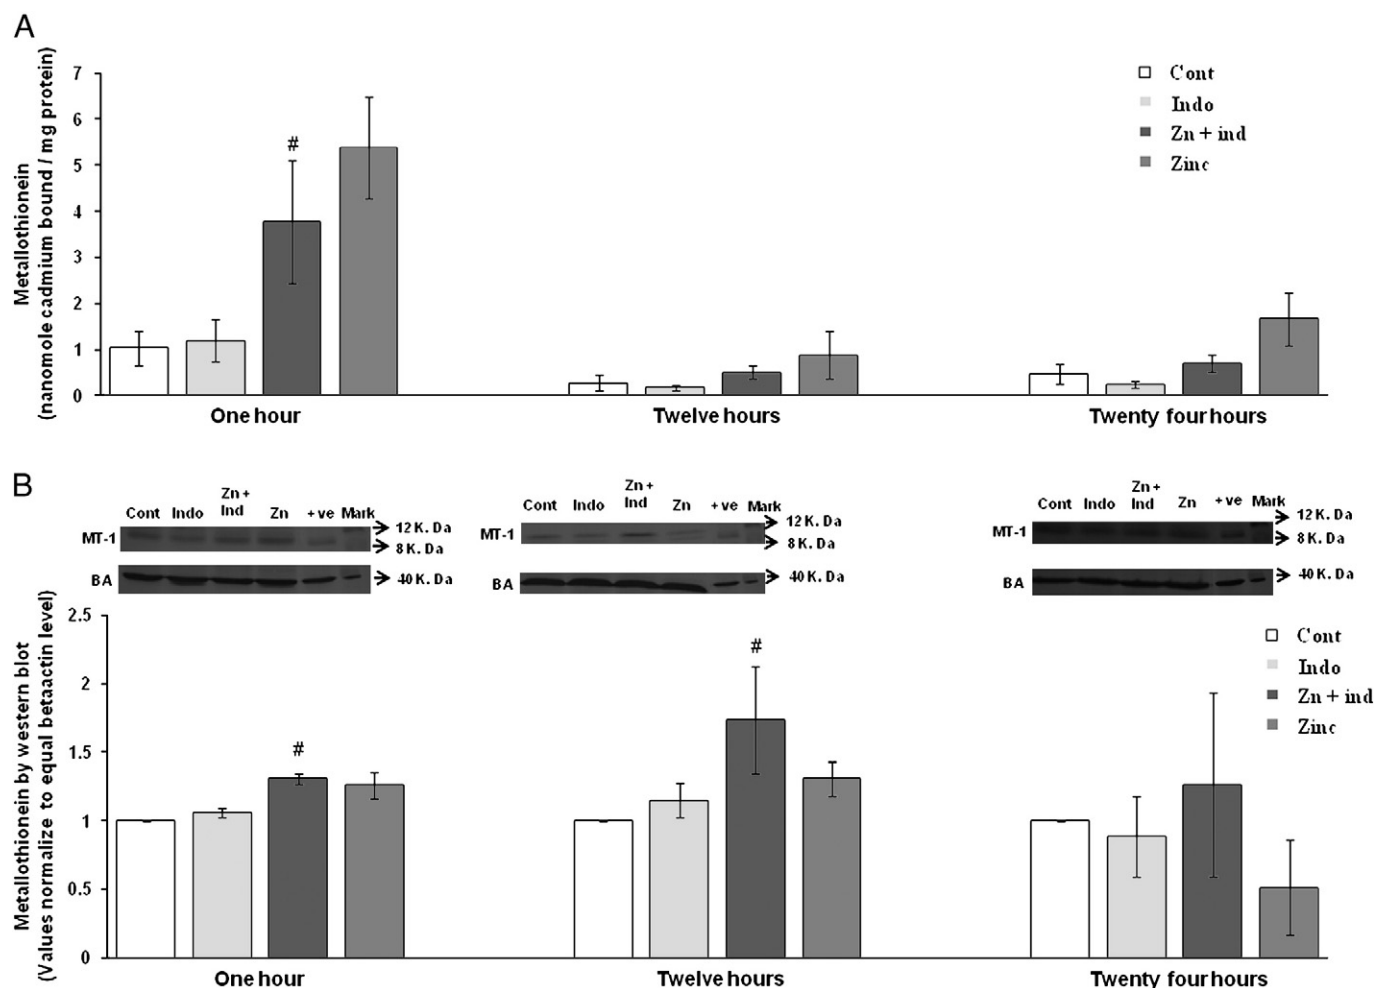 A
Metallothionein
(nanomole cadmium bound / mg protein)
7
6
5
4
3
2
1
0
#
Cont
Indo
Zn + ind
Zinc
One hour
Twelve hours
Twenty four hours
B
Cont Indo Zn + Ind Zn + ve Mark
MT-1
12 K. Da
8 K. Da
BA
40 K. Da
Cont Indo Zn + Ind Zn + ve Mark
MT-1
12 K. Da
8 K. Da
BA
40 K. Da
Cont Indo Zn + Ind Zn + ve Mark
MT-1
12 K. Da
8 K. Da
BA
40 K. Da
Metallothionein by western blot
(Values normalize to equal betaactin level)
2.5
2
1.5
1
0.5
0
#
#
Cont
Indo
Zn + ind
Zinc
One hour
Twelve hours
Twenty four hours